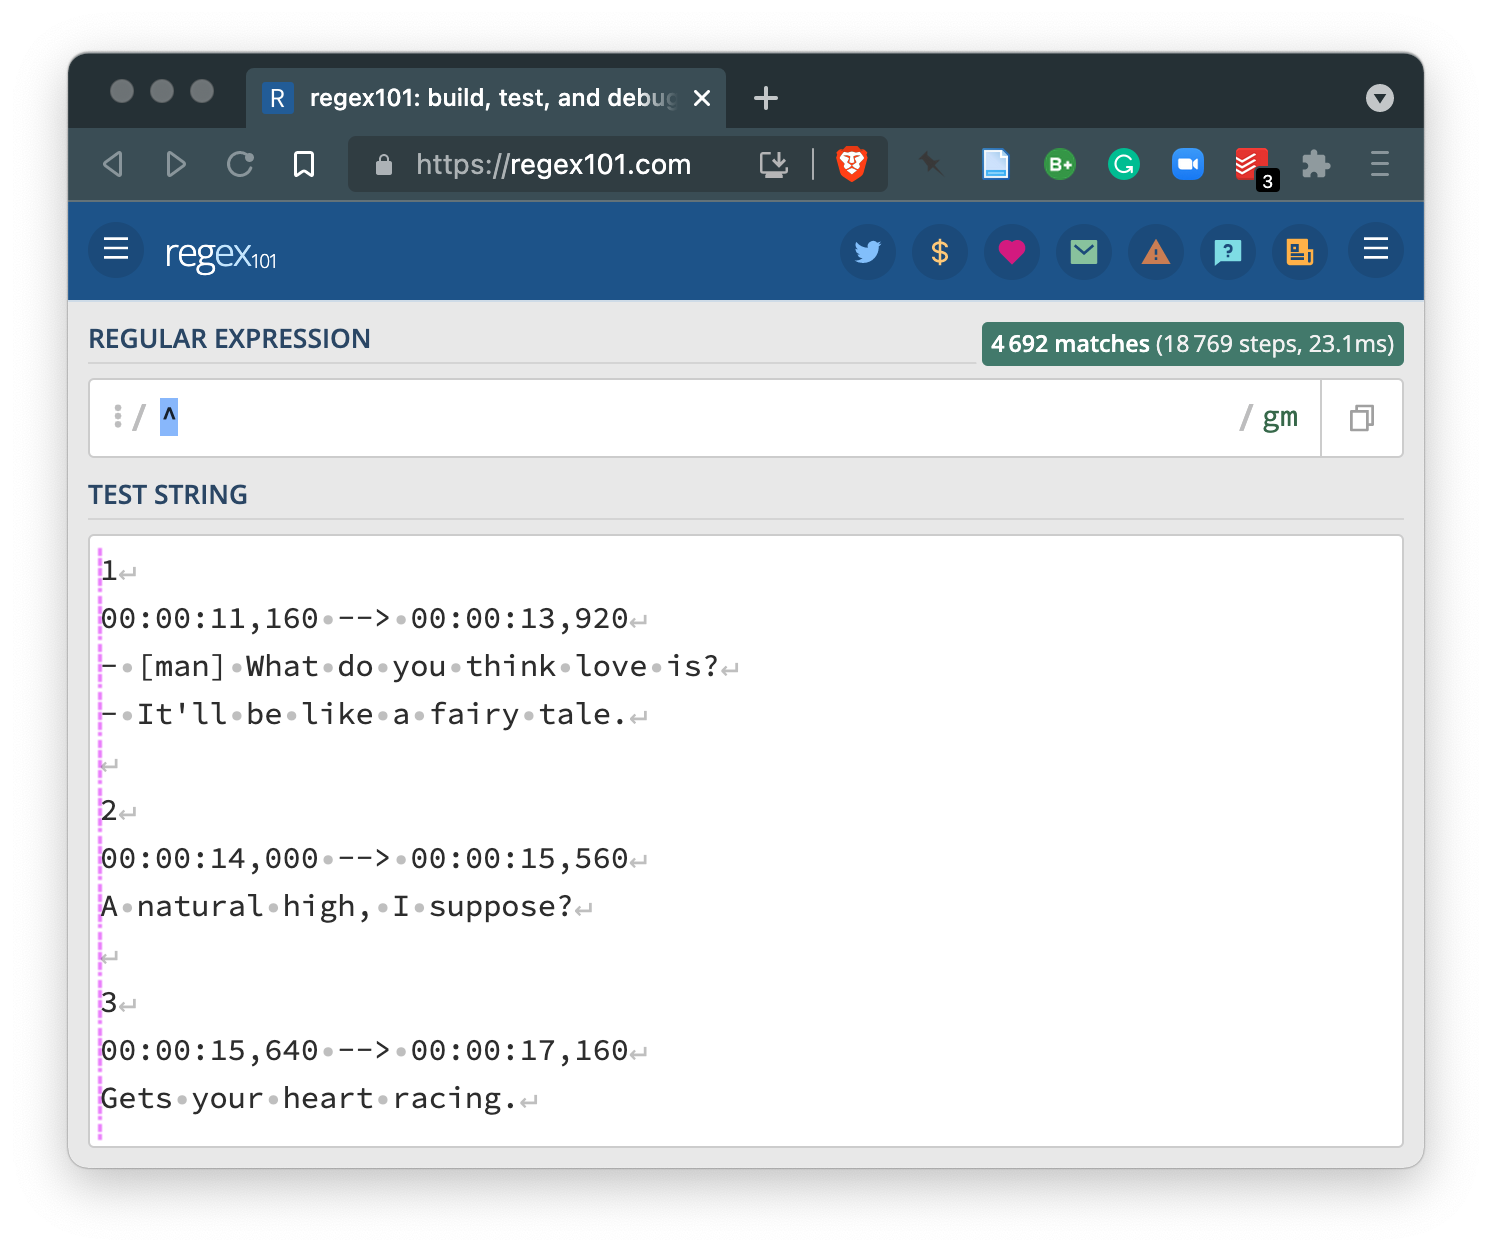 R regex101: build, test, and debug
https://regex101.com
B+
G
3
regex101
$
?
REGULAR EXPRESSION
4 692 matches (18 769 steps, 23.1ms)
/ ^ / gm
TEST STRING
1↵
00:00:11,160•-->•00:00:13,920↵
-•[man]•What•do•you•think•love•is?↵
-•It'll•be•like•a•fairy•tale.↵
↵
2↵
00:00:14,000•-->•00:00:15,560↵
A•natural•high,•I•suppose?↵
↵
3↵
00:00:15,640•-->•00:00:17,160↵
Gets•your•heart•racing.↵